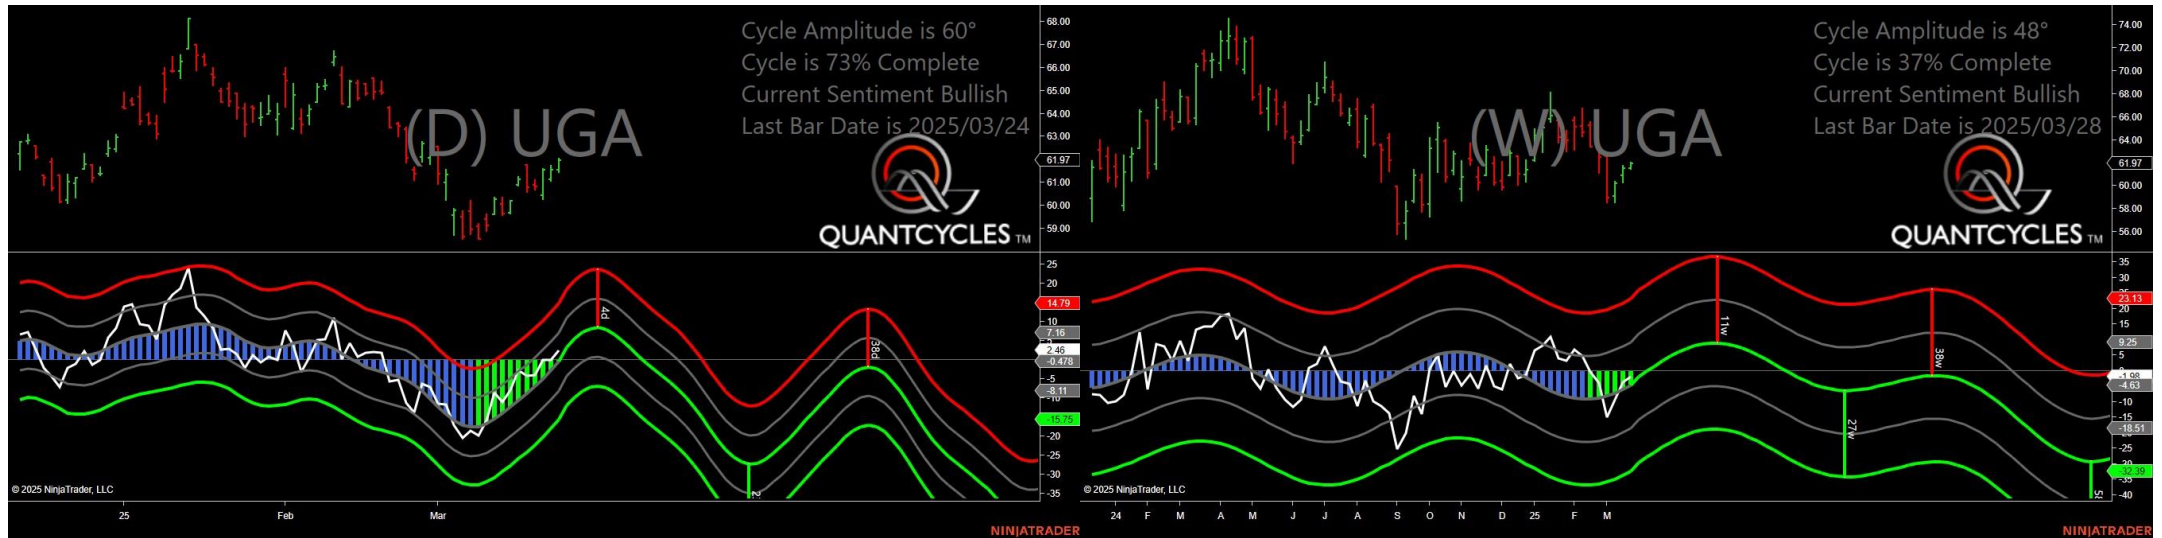 Cycle Amplitude is 60°
Cycle is 73% Complete
Current Sentiment Bullish
Last Bar Date is 2025/03/24
(D) UGA
QUANTCYCLES TM
68.00
67.00
66.00
65.00
64.00
63.00
61.97
61.00
60.00
59.00
25
20
14.79
10
7.16
2.46
-0.478
-5
-8.11
-10
-15.75
-20
-25
-30
-35
4d
38d
© 2025 NinjaTrader, LLC
25 Feb Mar
NINJATRADER
Cycle Amplitude is 48°
Cycle is 37% Complete
Current Sentiment Bullish
Last Bar Date is 2025/03/28
(W) UGA
QUANTCYCLES TM
74.00
72.00
70.00
68.00
66.00
64.00
61.97
60.00
58.00
56.00
35
30
23.13
20
15
9.25
5
-1.98
-4.63
-10
-15
-18.51
-25
-32.39
-35
-40
11w
27w
38w
© 2025 NinjaTrader, LLC
24 F M A M J J A S O N D 25 F M
NINJATRADER